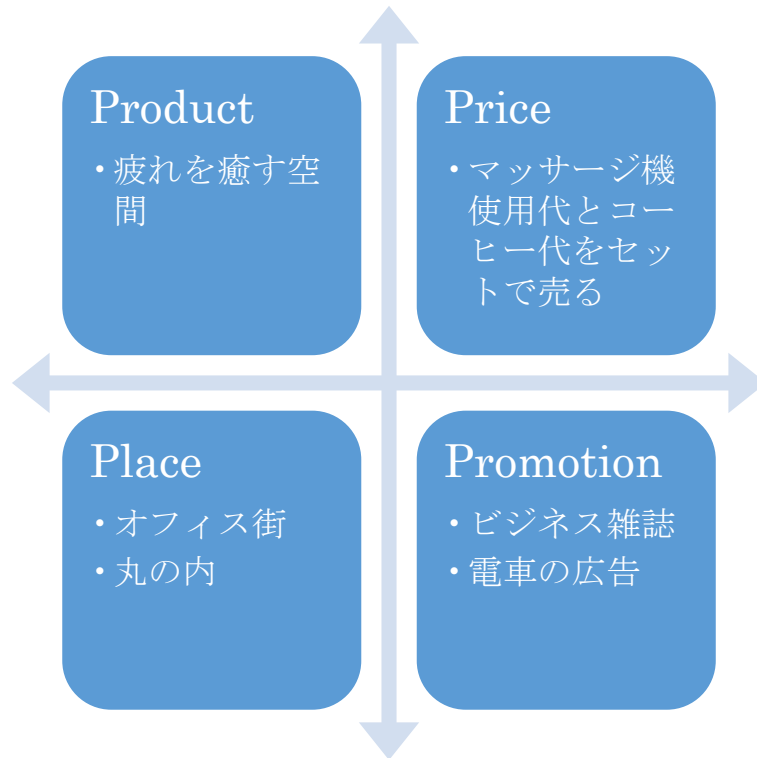 Product
・疲れを癒す空
間
Price
・マッサージ機
使用代とコー
ヒー代をセッ
トで売る
Place
・オフィス街
・丸の内
Promotion
・ビジネス雑誌
・電車の広告